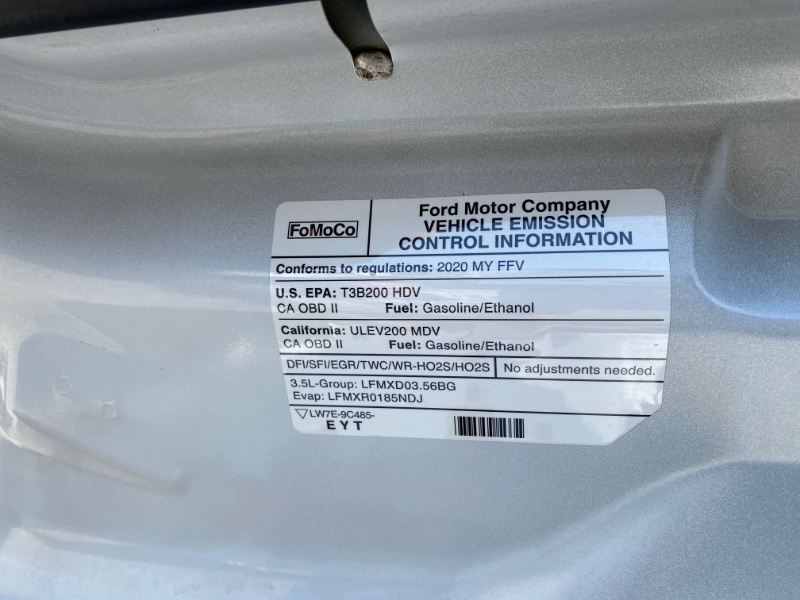 FoMoCo
Ford Motor Company
VEHICLE EMISSION
CONTROL INFORMATION
Conforms to regulations: 2020 MY FFV
U.S. EPA: T3B200 HDV
CA OBD II Fuel: Gasoline/Ethanol
California: ULEV200 MDV
CA OBD II Fuel: Gasoline/Ethanol
DFI/SFI/EGR/TWC/WR-HO2S/HO2S No adjustments needed.
3.5L-Group: LFMXD03.56BG
Evap: LFMXR0185NDJ
LW7E-9C485-
EYT